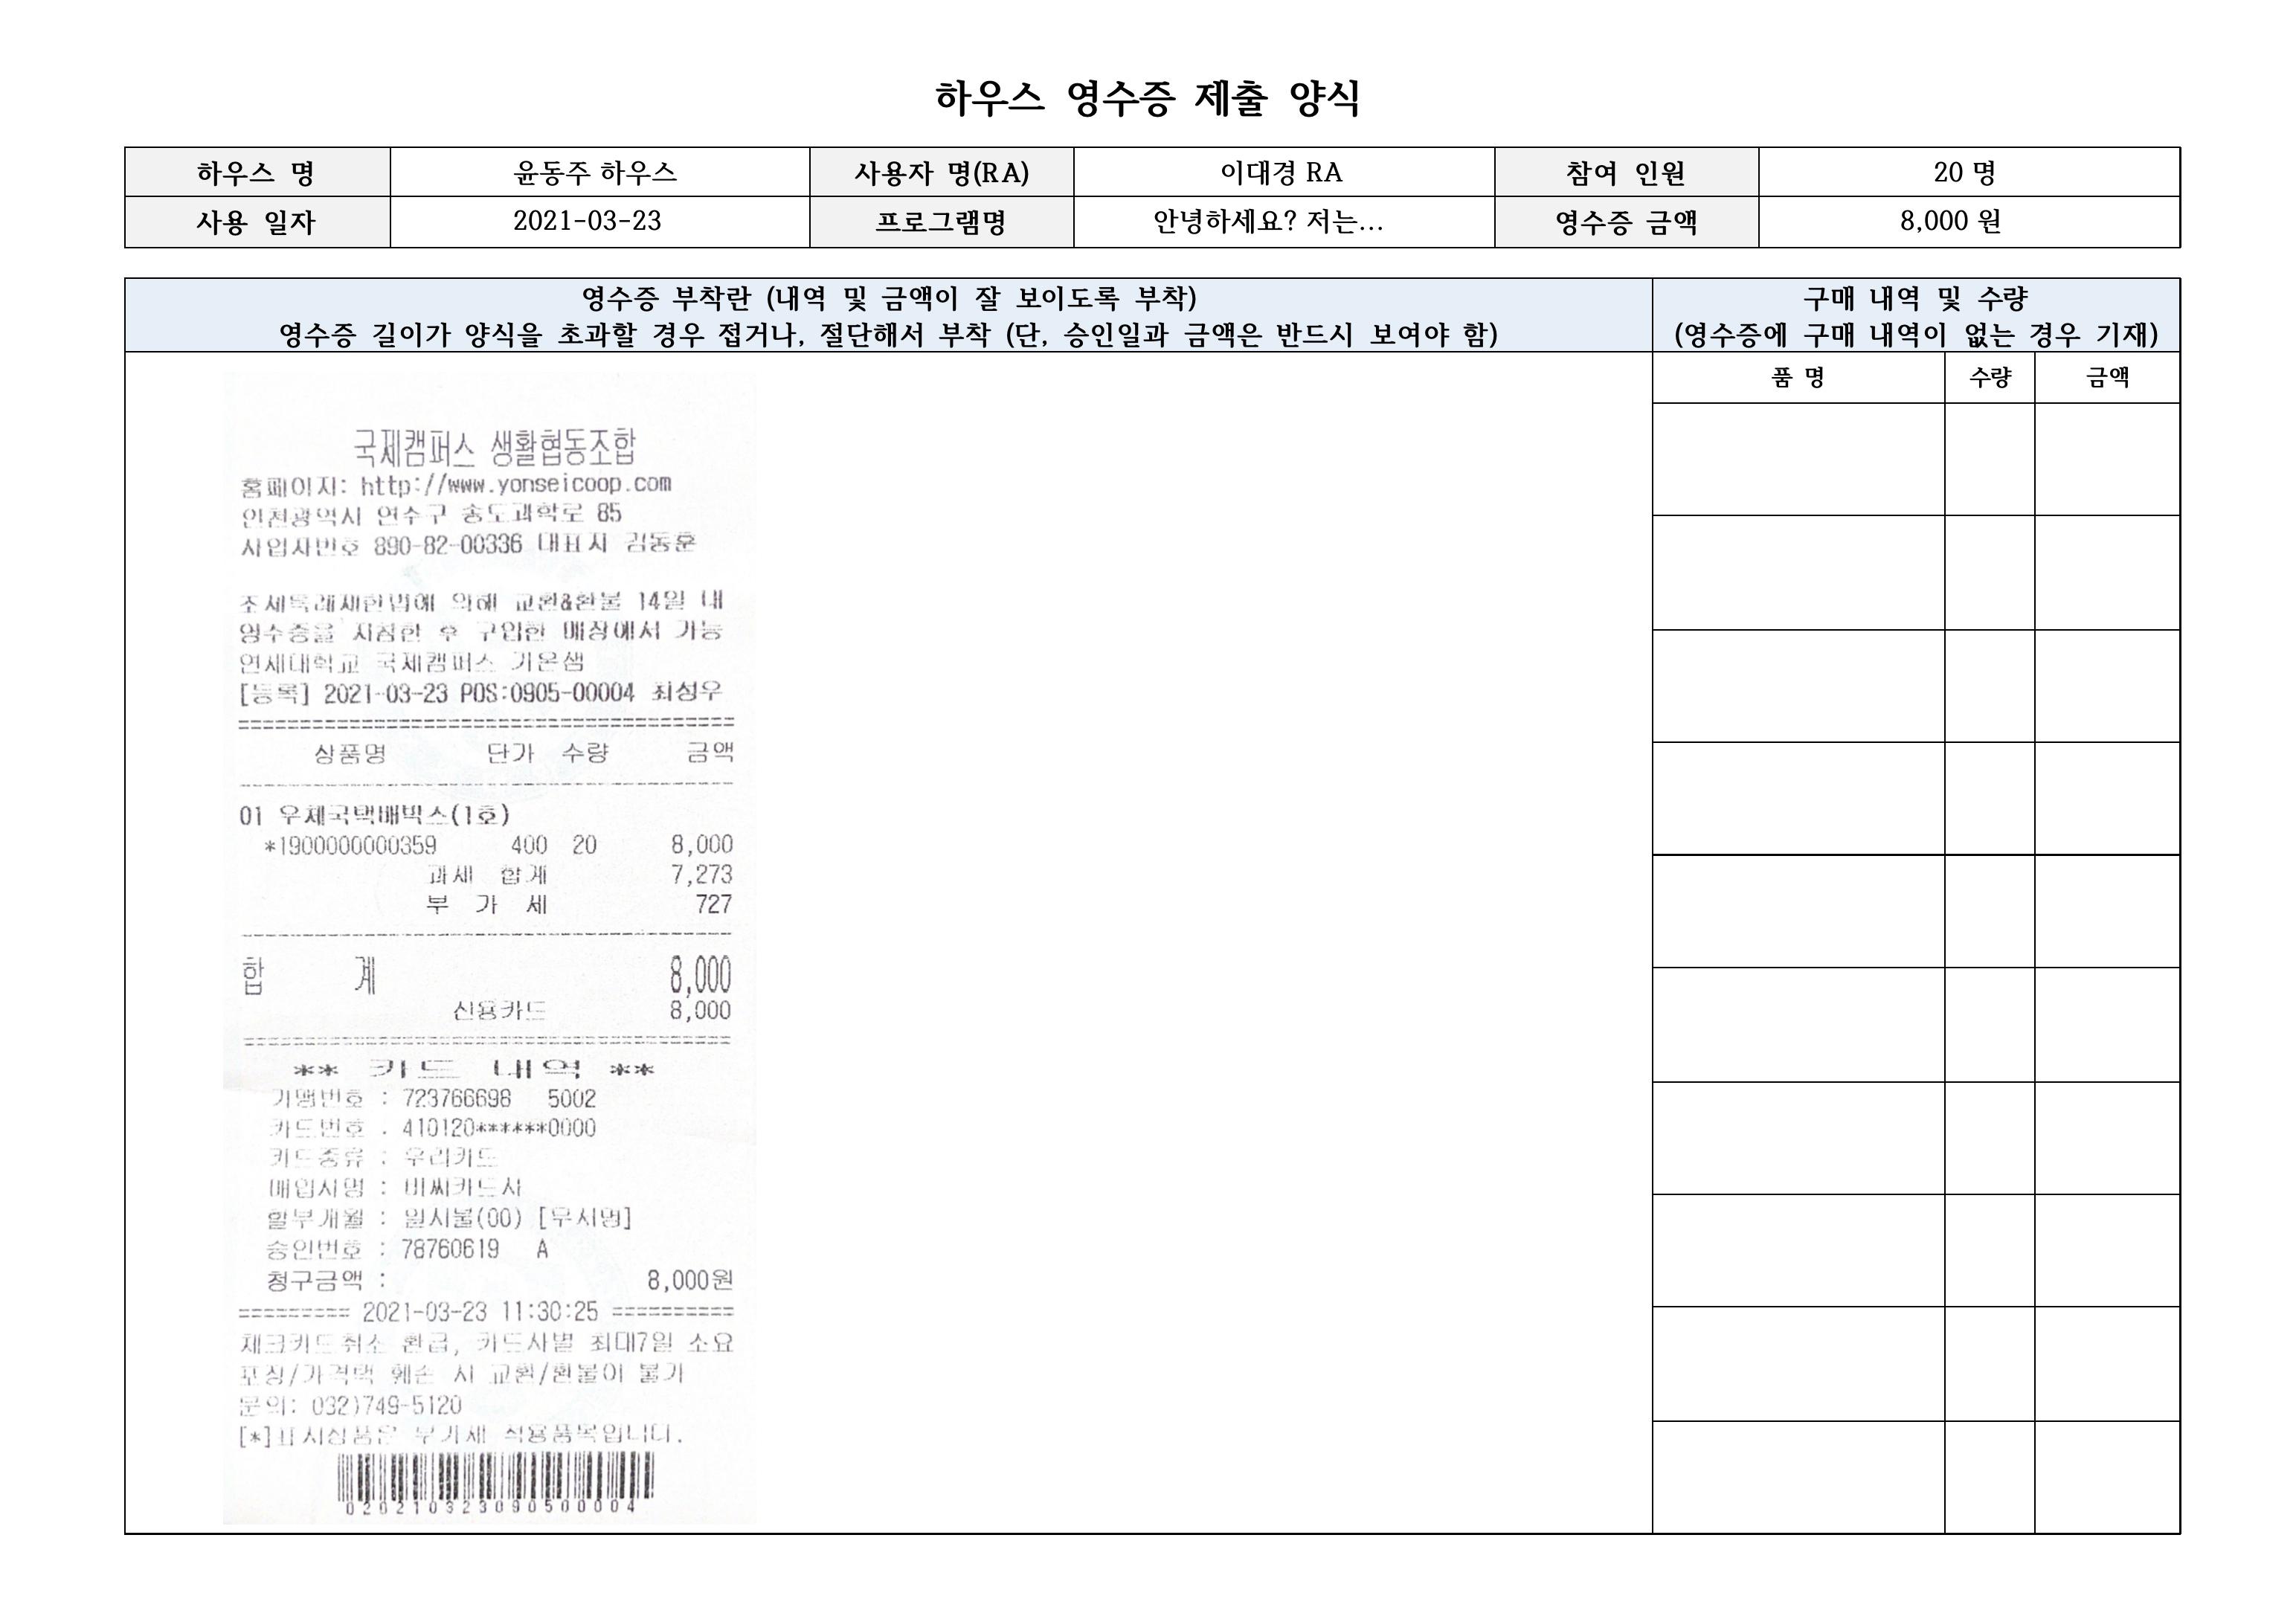 하우스 영수증 제출 양식
하우스 명 윤동주 하우스 사용자 명(RA) 이대경 RA 참여 인원 20 명
사용 일자 2021-03-23 프로그램명 안녕하세요? 저는... 영수증 금액 8,000 원
영수증 부착란 (내역 및 금액이 잘 보이도록 부착)
영수증 길이가 양식을 초과할 경우 접거나, 절단해서 부착 (단, 승인일과 금액은 반드시 보여야 함)
구매 내역 및 수량
(영수증에 구매 내역이 없는 경우 기재)
품 명 수량 금액
국제캠퍼스 생활협동조합
홈페이지: http://www.yonseicoop.com
인천광역시 연수구 송도과학로 85
사업자번호 890-82-00336 대표자 김동훈
조세특례제한법에 의해 교환&환불 14일 내
영수증을 지참한 후 구입한 매장에서 가능
연세대학교 국제캠퍼스 기운샘
[등록] 2021-03-23 POS:0905-00004 최성우
상품명 단가 수량 금액
01 우체국택배박스(1호)
*1900000000359 400 20 8,000
과세 합계 7,273
부 가 세 727
합 계 8,000
신용카드 8,000
** 카드 내역 **
가맹번호 : 723766698 5002
카드번호 : 410120******0000
카드종류 : 우리카드
매입사명 : 비씨카드사
할부개월 : 일시불(00) [무서명]
승인번호 : 78760619 A
청구금액 : 8,000원
======== 2021-03-23 11:30:25 ========
체크카드취소 환급, 카드사별 최대7일 소요
포장/가격택 훼손 시 교환/환불이 불가
문의: 032)749-5120
[*]표시상품은 부가세 적용품목입니다.
0202103230905000 04